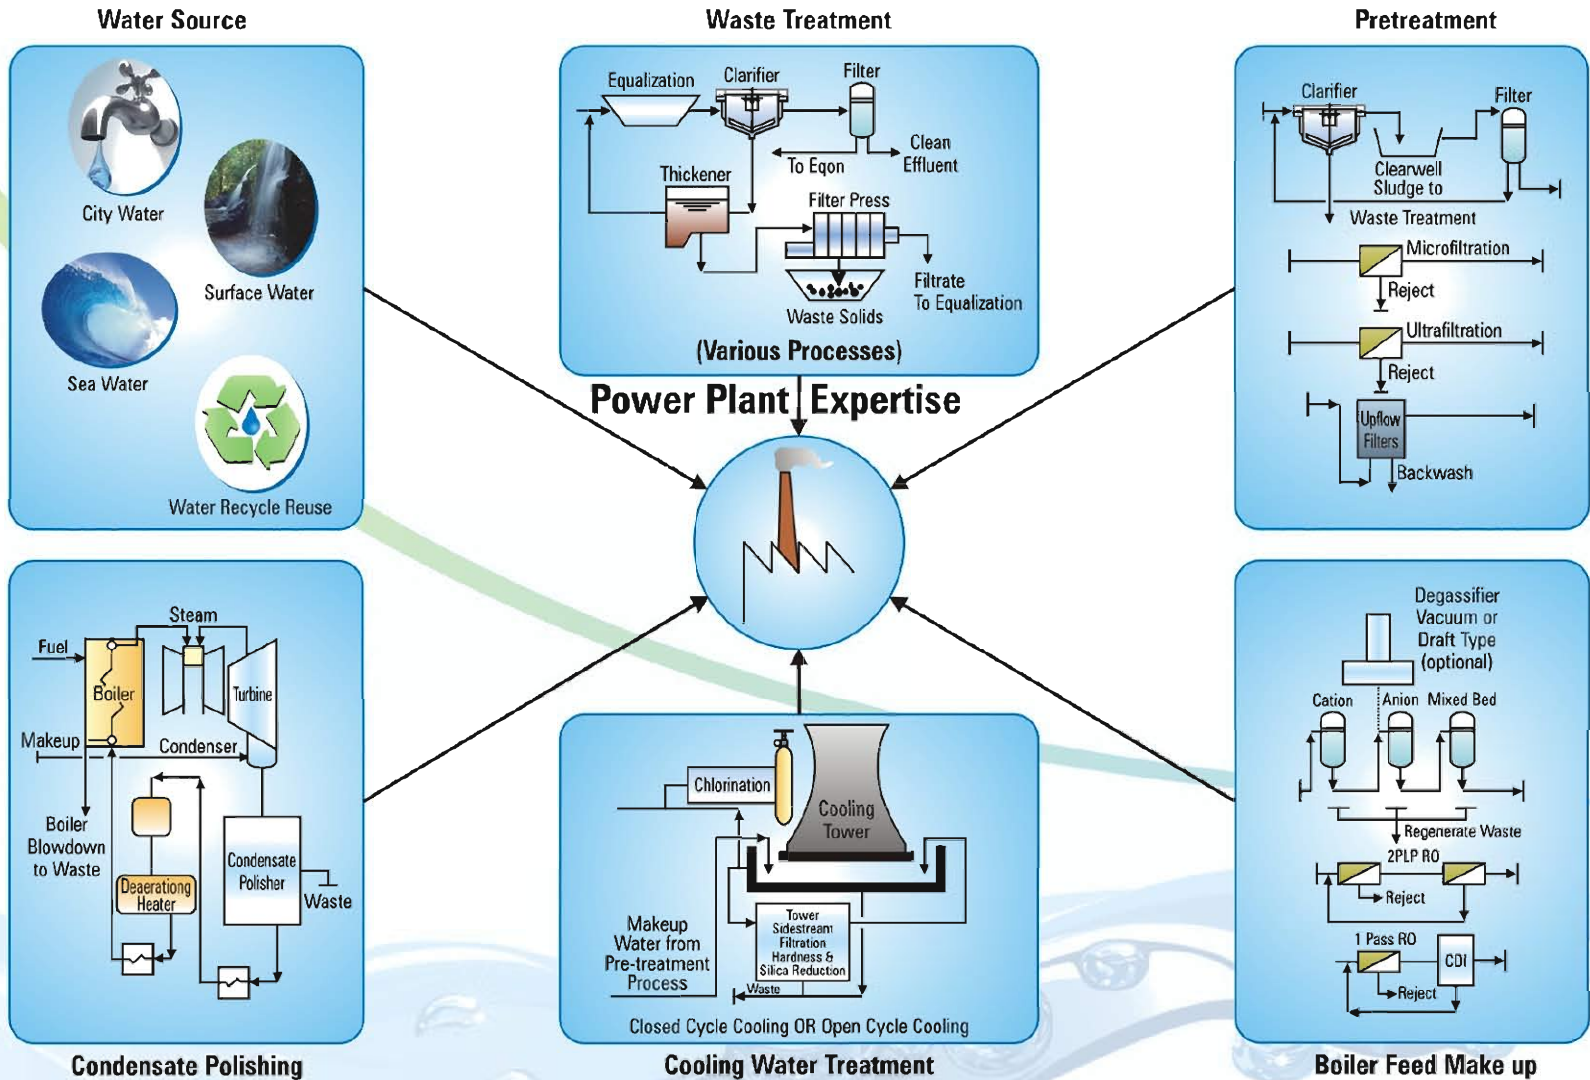 Water Source
City Water
Surface Water
Sea Water
Water Recycle Reuse
Waste Treatment
Equalization
Clarifier
Filter
To Eqon
Clean
Effluent
Thickener
Filter Press
Filtrate
To Equalization
Waste Solids
(Various Processes)
Pretreatment
Clarifier
Filter
Clearwell
Sludge to
Waste Treatment
Microfiltration
Reject
Ultrafiltration
Reject
Upflow
Filters
Backwash
Power Plant Expertise
Steam
Fuel
Boiler
Turbine
Makeup
Condenser
Boiler
Blowdown
to Waste
Condensate
Polisher
Waste
Deaerationg
Heater
Condensate Polishing
Chlorination
Cooling
Tower
Makeup
Water from
Pre-treatment
Process
Tower
Sidestream
Filtration
Hardness &
Silica Reduction
Waste
Closed Cycle Cooling OR Open Cycle Cooling
Cooling Water Treatment
Degassifier
Vacuum or
Draft Type
(optional)
Cation
Anion
Mixed Bed
Regenerate Waste
2PLP RO
Reject
1 Pass RO
CDI
Reject
Boiler Feed Make up